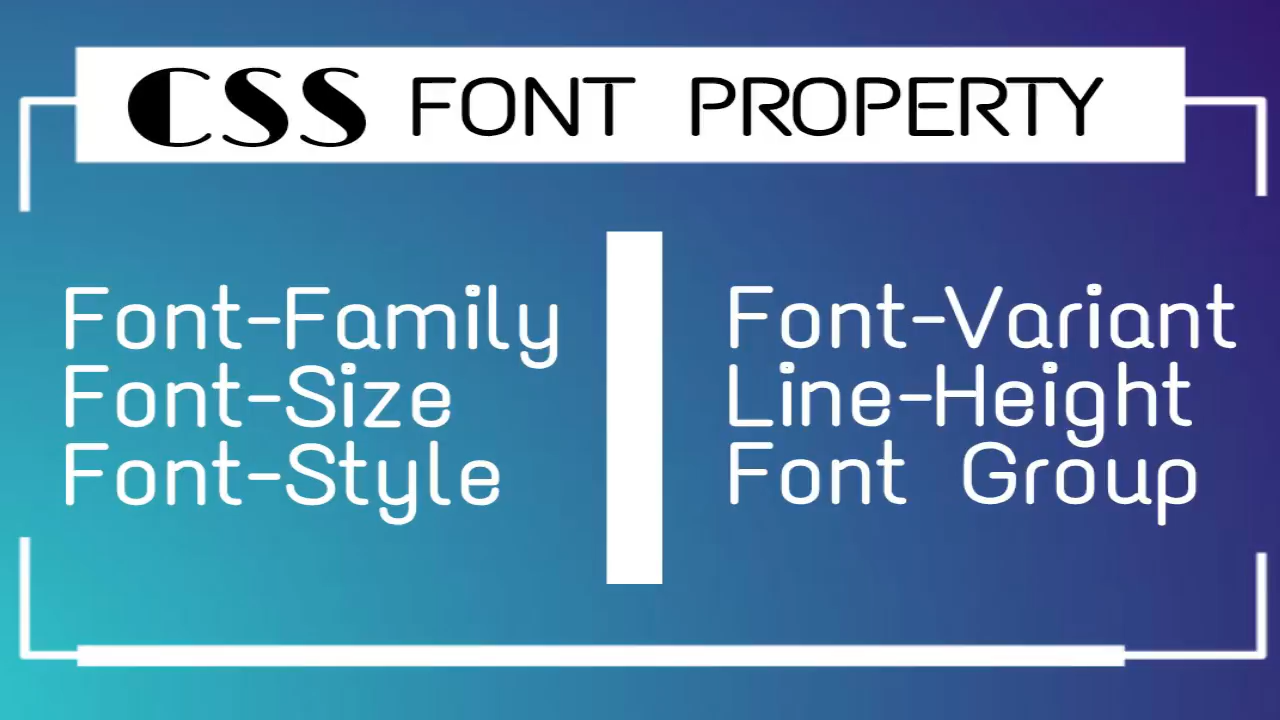 CSS FONT PROPERTY
Font-Family
Font-Size
Font-Style
Font-Variant
Line-Height
Font Group